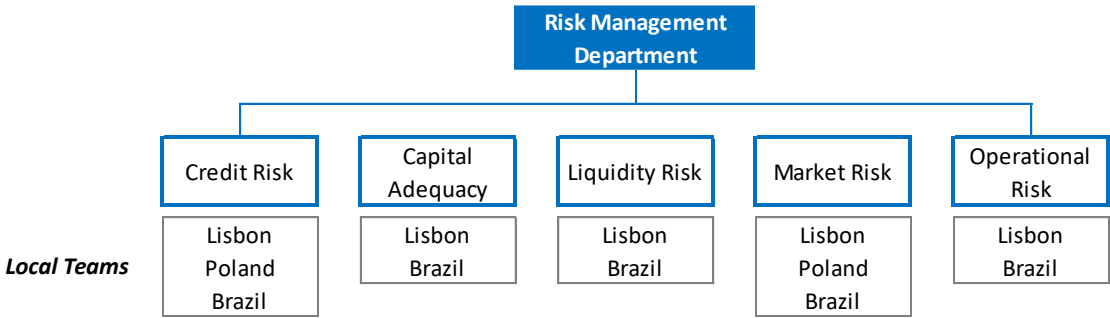 Risk Management
Department
Credit Risk
Capital
Adequacy
Liquidity Risk
Market Risk
Operational
Risk
Local Teams
Lisbon
Poland
Brazil
Lisbon
Brazil
Lisbon
Brazil
Lisbon
Poland
Brazil
Lisbon
Brazil